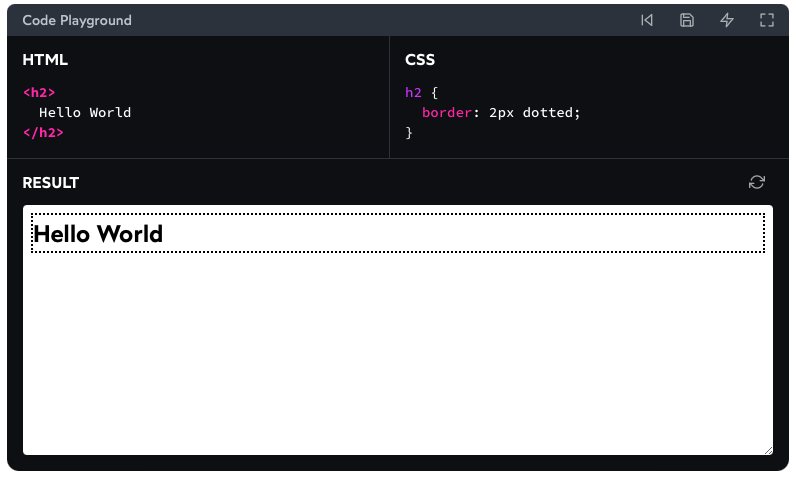 Code Playground
HTML
<h2>
  Hello World
</h2>
CSS
h2 {
  border: 2px dotted;
}
RESULT
Hello World